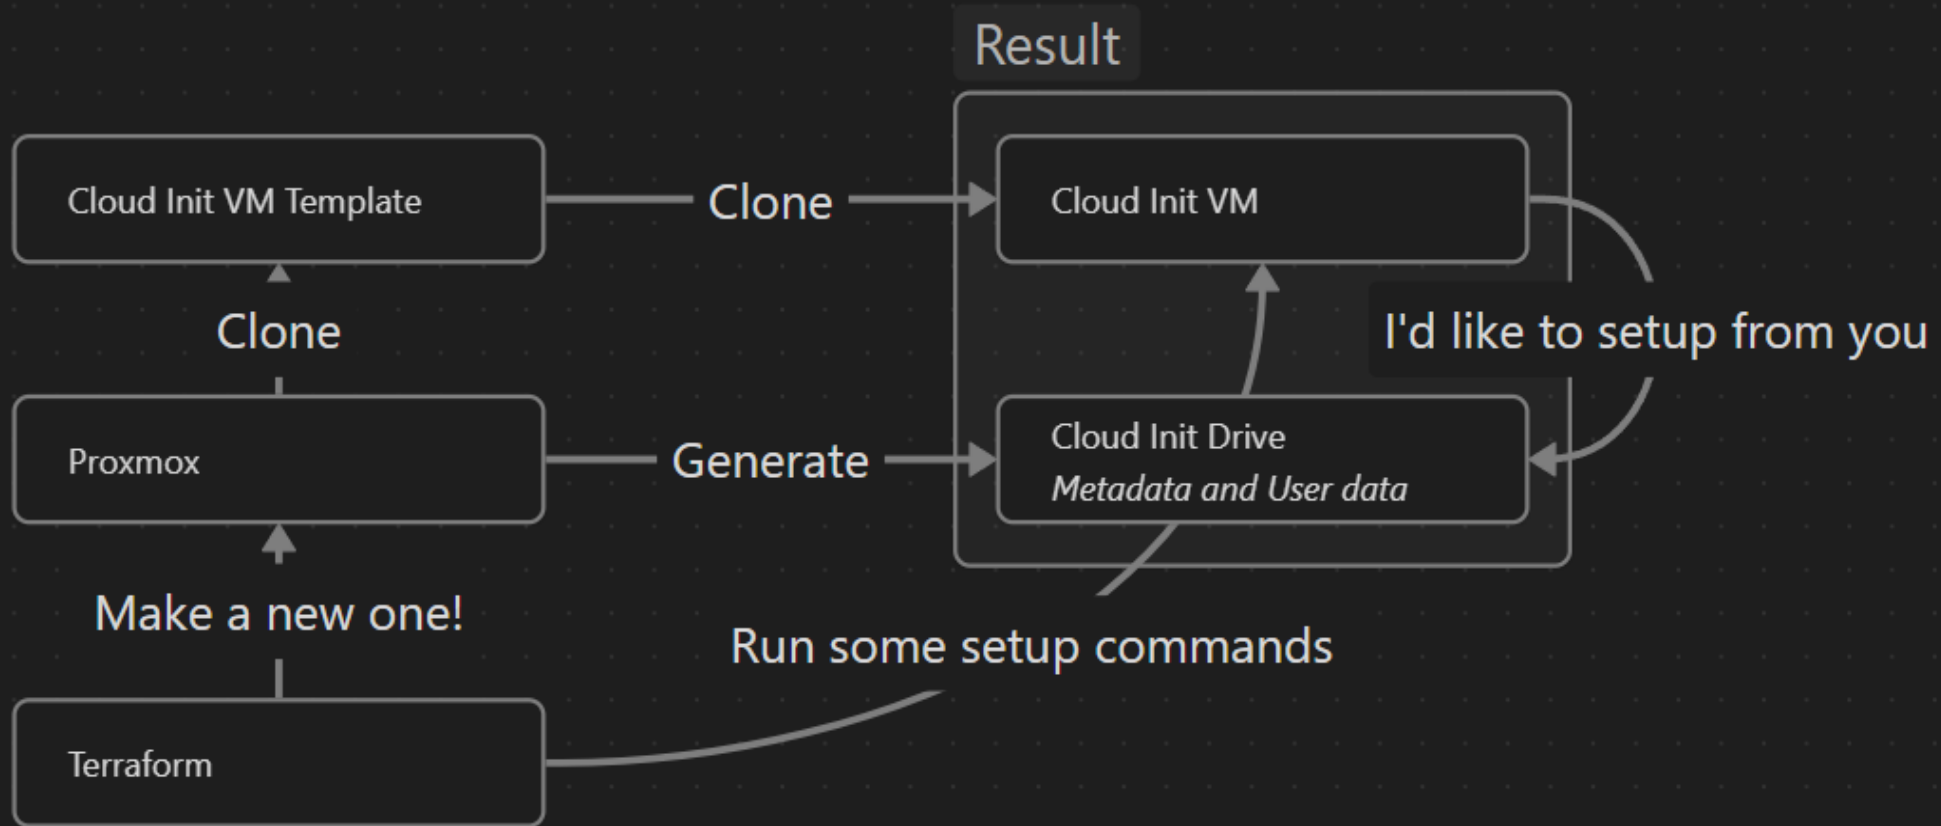 Result
Cloud Init VM Template
Clone
Cloud Init VM
Clone
I'd like to setup from you
Proxmox
Generate
Cloud Init Drive
Metadata and User data
Make a new one!
Run some setup commands
Terraform